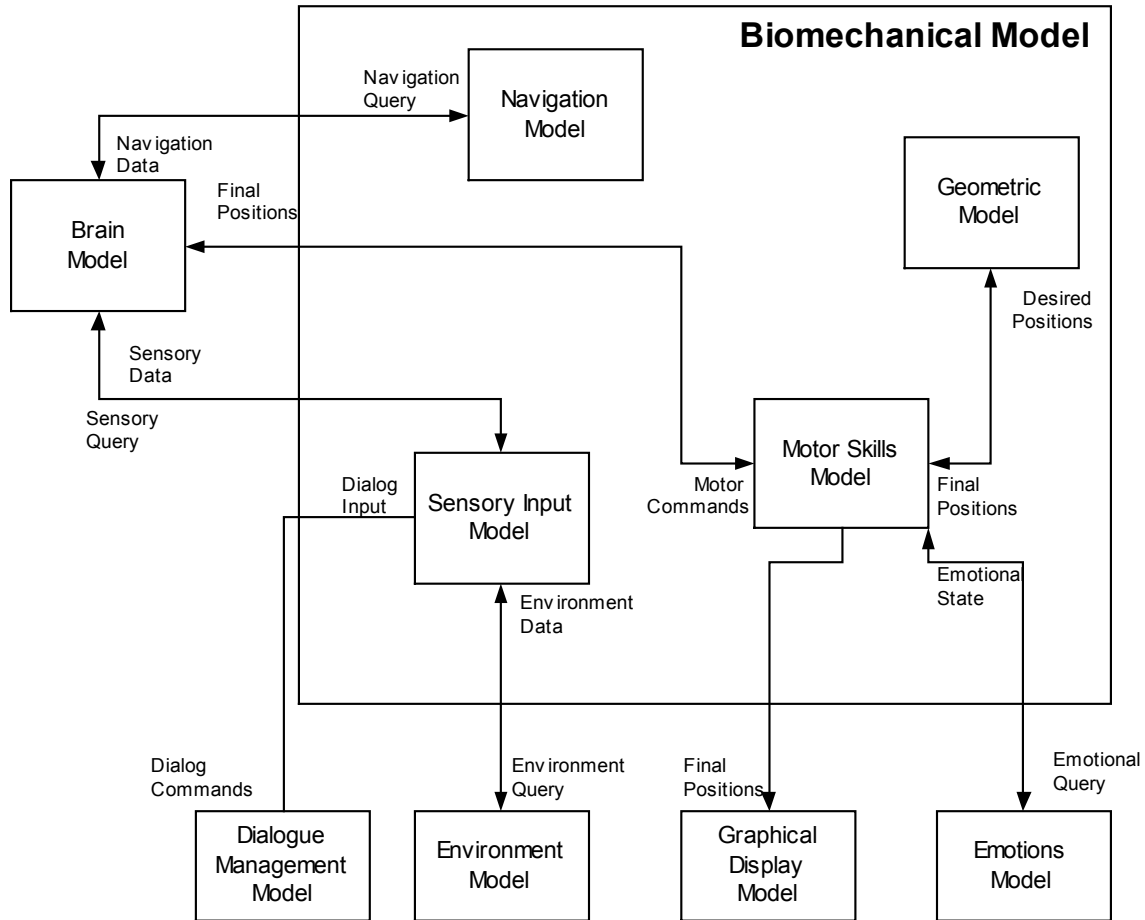 Biomechanical Model
Navigation
Query
Navigation
Model
Navigation
Data
Final
Positions
Geometric
Model
Brain
Model
Desired
Positions
Sensory
Data
Sensory
Query
Motor Skills
Model
Dialog
Input
Sensory Input
Model
Motor
Commands
Final
Positions
Emotional
State
Environment
Data
Dialog
Commands
Environment
Query
Final
Positions
Emotional
Query
Dialogue
Management
Model
Environment
Model
Graphical
Display
Model
Emotions
Model